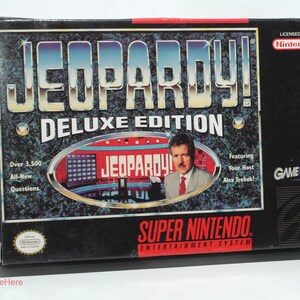 LICENSED
Nintendo
JEOPARDY!
DELUXE EDITION
Over 3,500
All-New
Questions
JEOPARDY!
Featuring
Your Host
Alex Trebek!
GAME
SUPER NINTENDO
ENTERTAINMENT SYSTEM
Here